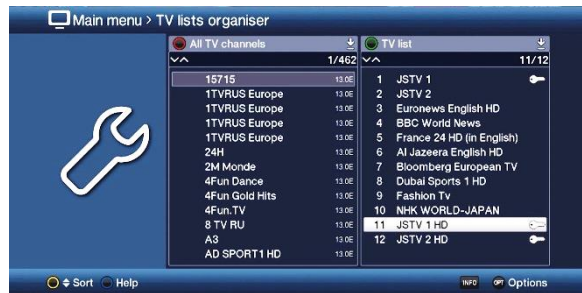 Main menu > TV lists organiser
All TV channels
1/462
15715 13.0E
1TVRUS Europe 13.0E
1TVRUS Europe 13.0E
1TVRUS Europe 13.0E
1TVRUS Europe 13.0E
24H 13.0E
2M Monde 13.0E
4Fun Dance 13.0E
4Fun Gold Hits 13.0E
4Fun.TV 13.0E
8 TV RU 13.0E
A3 13.0E
AD SPORT1 HD 13.0E
TV list
11/12
1 JSTV 1
2 JSTV 2
3 Euronews English HD
4 BBC World News
5 France 24 HD (in English)
6 Al Jazeera English HD
7 Bloomberg European TV
8 Dubai Sports 1 HD
9 Fashion Tv
10 NHK WORLD-JAPAN
11 JSTV 1 HD
12 JSTV 2 HD
Sort Help INFO OPT Options